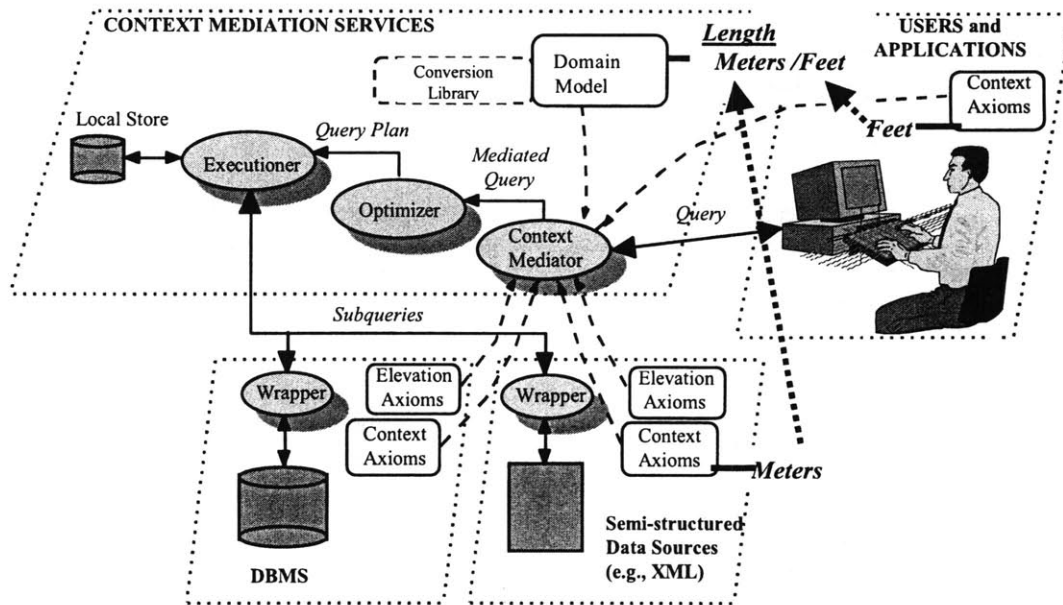 CONTEXT MEDIATION SERVICES
Length
Meters /Feet
USERS and
APPLICATIONS
Conversion
Library
Domain
Model
Context
Axioms
Feet
Local Store
Query Plan
Executioner
Mediated
Query
Optimizer
Context
Mediator
Query
Subqueries
Wrapper
Elevation
Axioms
Context
Axioms
Wrapper
Elevation
Axioms
Context
Axioms
Meters
DBMS
Semi-structured
Data Sources
(e.g., XML)